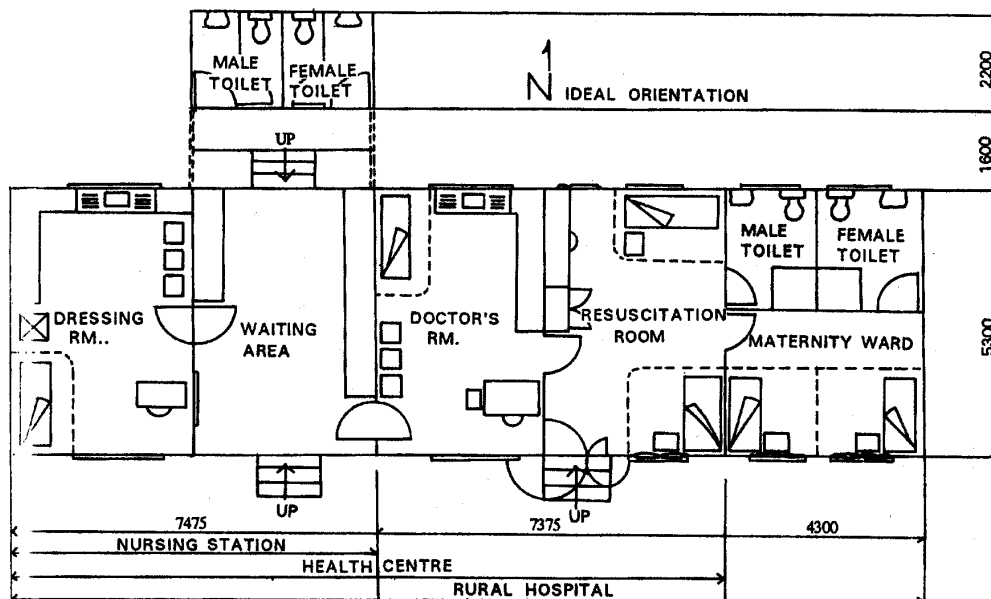 MALE
TOILET
FEMALE
TOILET
N IDEAL ORIENTATION
2200
UP
1600
DRESSING
RM..
WAITING
AREA
DOCTOR'S
RM.
RESUSCITATION
ROOM
MALE
TOILET
FEMALE
TOILET
MATERNITY WARD
5300
UP
UP
7475
7375
4300
NURSING STATION
HEALTH CENTRE
RURAL HOSPITAL